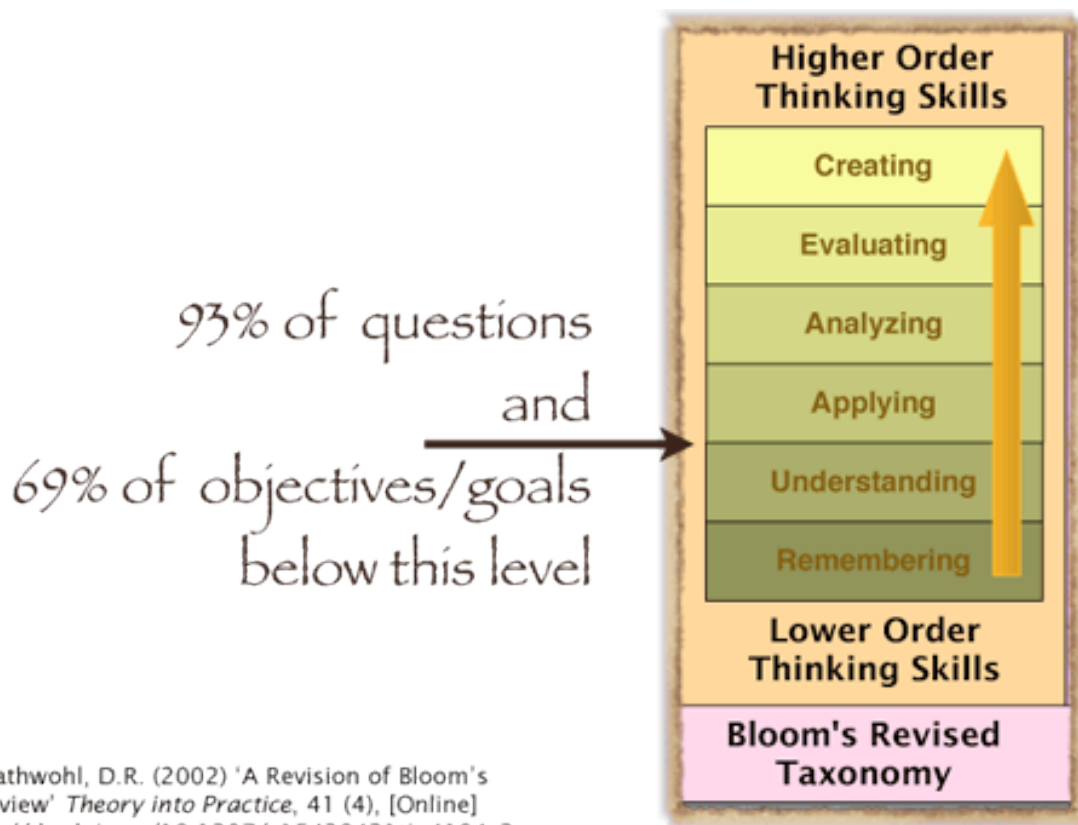 Higher Order
Thinking Skills
Creating
Evaluating
Analyzing
Applying
Understanding
Remembering
Lower Order
Thinking Skills
Bloom's Revised
Taxonomy
93% of questions
and
69% of objectives/goals
below this level
athwohl, D.R. (2002) 'A Revision of Bloom's
view' Theory into Practice, 41 (4), [Online]